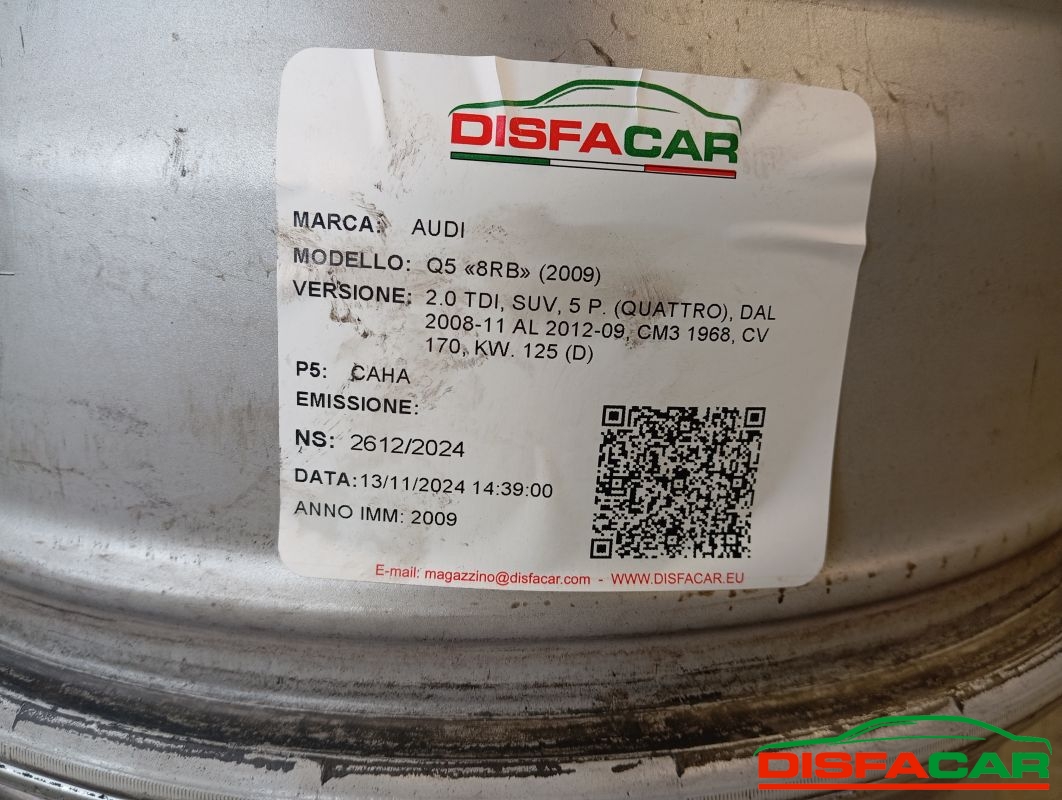 DISFACAR
MARCA: AUDI
MODELLO: Q5 «8RB» (2009)
VERSIONE: 2.0 TDI, SUV, 5 P. (QUATTRO), DAL
2008-11 AL 2012-09, CM3 1968, CV
170, KW. 125 (D)
P5: CAHA
EMISSIONE:
NS: 2612/2024
DATA:13/11/2024 14:39:00
ANNO IMM: 2009
E-mail: magazzino@disfacar.com - WWW.DISFACAR.EU
DISFACAR